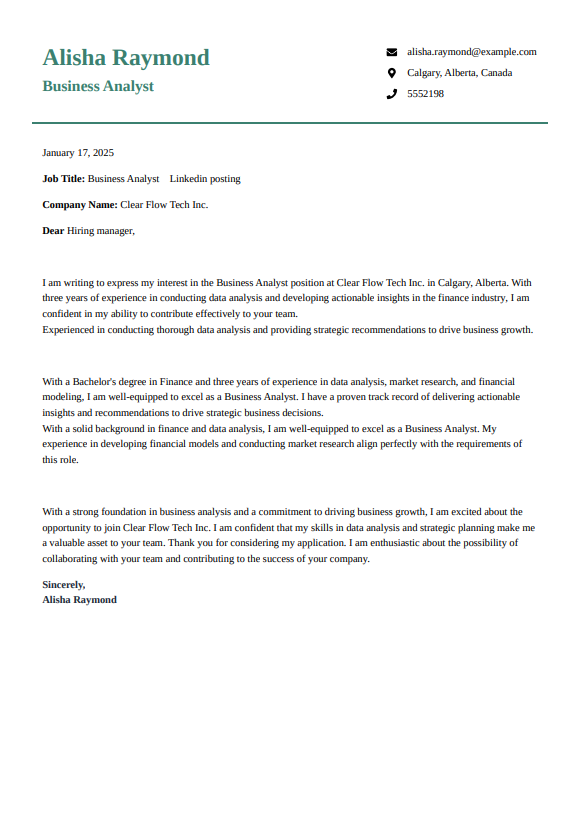 Alisha Raymond
Business Analyst
alisha.raymond@example.com
Calgary, Alberta, Canada
5552198
January 17, 2025
Job Title: Business Analyst Linkedin posting
Company Name: Clear Flow Tech Inc.
Dear Hiring manager,
I am writing to express my interest in the Business Analyst position at Clear Flow Tech Inc. in Calgary, Alberta. With
three years of experience in conducting data analysis and developing actionable insights in the finance industry, I am
confident in my ability to contribute effectively to your team.
Experienced in conducting thorough data analysis and providing strategic recommendations to drive business growth.
With a Bachelor's degree in Finance and three years of experience in data analysis, market research, and financial
modeling, I am well-equipped to excel as a Business Analyst. I have a proven track record of delivering actionable
insights and recommendations to drive strategic business decisions.
With a solid background in finance and data analysis, I am well-equipped to excel as a Business Analyst. My
experience in developing financial models and conducting market research align perfectly with the requirements of
this role.
With a strong foundation in business analysis and a commitment to driving business growth, I am excited about the
opportunity to join Clear Flow Tech Inc. I am confident that my skills in data analysis and strategic planning make me
a valuable asset to your team. Thank you for considering my application. I am enthusiastic about the possibility of
collaborating with your team and contributing to the success of your company.
Sincerely,
Alisha Raymond